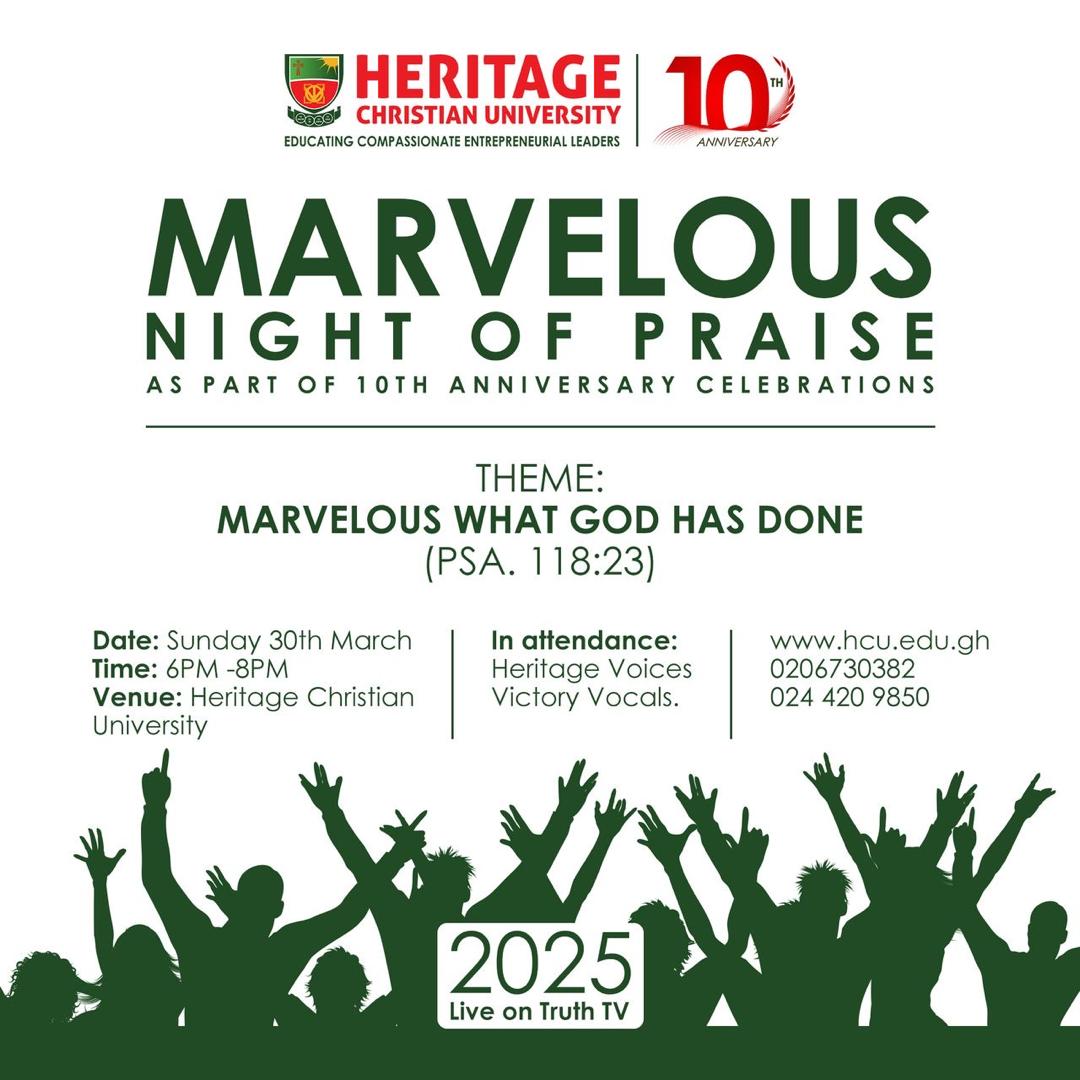 HERITAGE
CHRISTIAN UNIVERSITY
EDUCATING COMPASSIONATE ENTREPRENEURIAL LEADERS
10TH
ANNIVERSARY
MARVELOUS
NIGHT OF PRAISE
AS PART OF 10TH ANNIVERSARY CELEBRATIONS
THEME:
MARVELOUS WHAT GOD HAS DONE
(PSA. 118:23)
Date: Sunday 30th March
Time: 6PM -8PM
Venue: Heritage Christian
University
In attendance:
Heritage Voices
Victory Vocals.
www.hcu.edu.gh
0206730382
024 420 9850
2025
Live on Truth TV